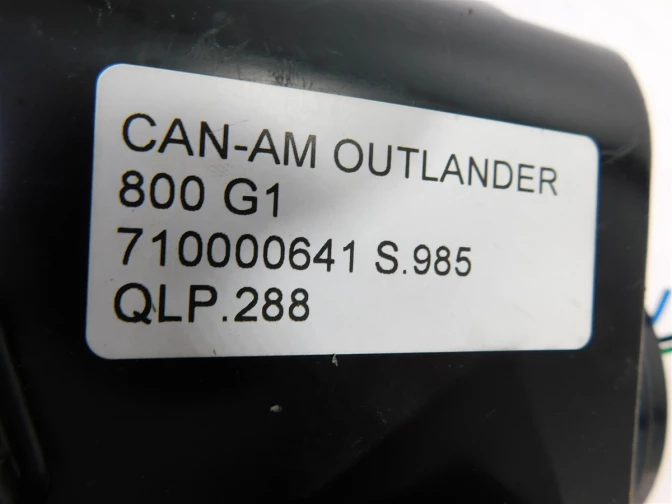 CAN-AM OUTLANDER
800 G1
710000641 S.985
QLP.288